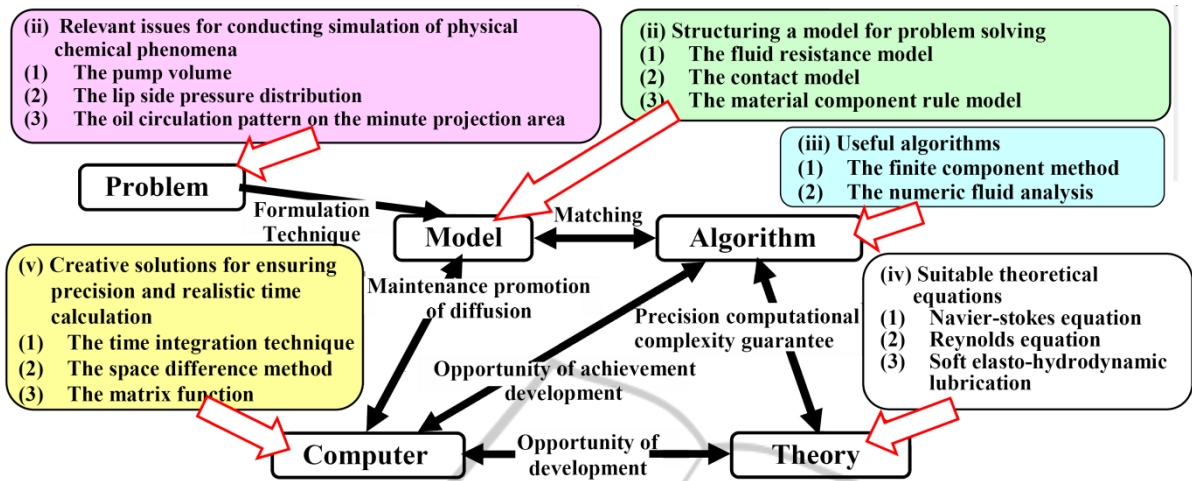 (ii) Relevant issues for conducting simulation of physical
chemical phenomena
(1) The pump volume
(2) The lip side pressure distribution
(3) The oil circulation pattern on the minute projection area
(ii) Structuring a model for problem solving
(1) The fluid resistance model
(2) The contact model
(3) The material component rule model
(iii) Useful algorithms
(1) The finite component method
(2) The numeric fluid analysis
Problem
Formulation
Technique
Model
Matching
Algorithm
(v) Creative solutions for ensuring
precision and realistic time
calculation
(1) The time integration technique
(2) The space difference method
(3) The matrix function
Maintenance promotion
of diffusion
Precision computational
complexity guarantee
(iv) Suitable theoretical
equations
(1) Navier-stokes equation
(2) Reynolds equation
(3) Soft elasto-hydrodynamic
lubrication
Opportunity of achievement
development
Computer
Opportunity of
development
Theory